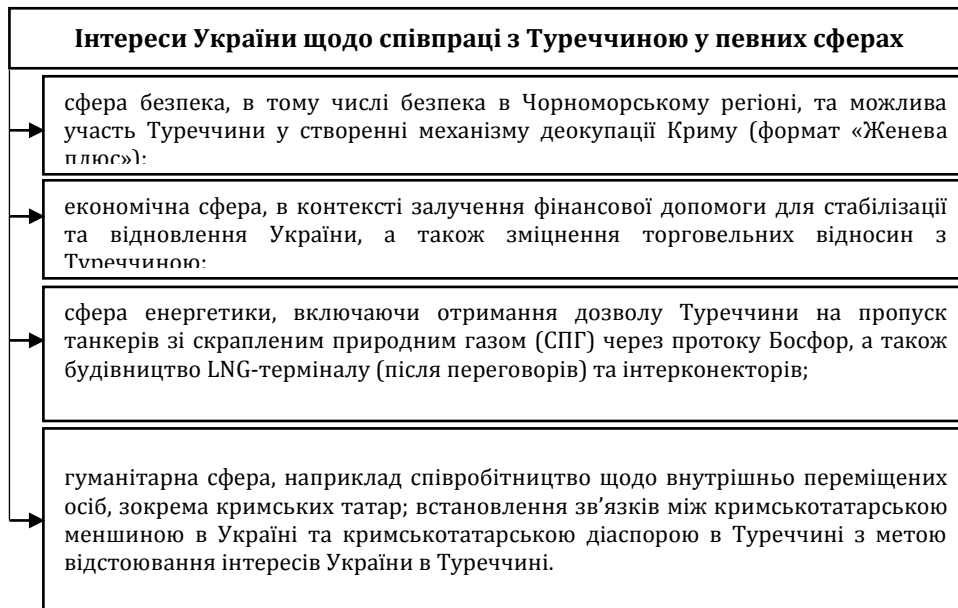 Інтереси України щодо співпраці з Туреччиною у певних сферах
сфера безпека, в тому числі безпека в Чорноморському регіоні, та можлива
участь Туреччини у створенні механізму деокупації Криму (формат «Женева
плюс»);
економічна сфера, в контексті залучення фінансової допомоги для стабілізації
та відновлення України, а також зміцнення торговельних відносин з
Туреччиною;
сфера енергетики, включаючи отримання дозволу Туреччини на пропуск
танкерів зі скрапленим природним газом (СПГ) через протоку Босфор, а також
будівництво LNG-терміналу (після переговорів) та інтерконекторів;
гуманітарна сфера, наприклад співробітництво щодо внутрішньо переміщених
осіб, зокрема кримських татар; встановлення зв’язків між кримськотатарською
меншиною в Україні та кримськотатарською діаспорою в Туреччині з метою
відстоювання інтересів України в Туреччині.